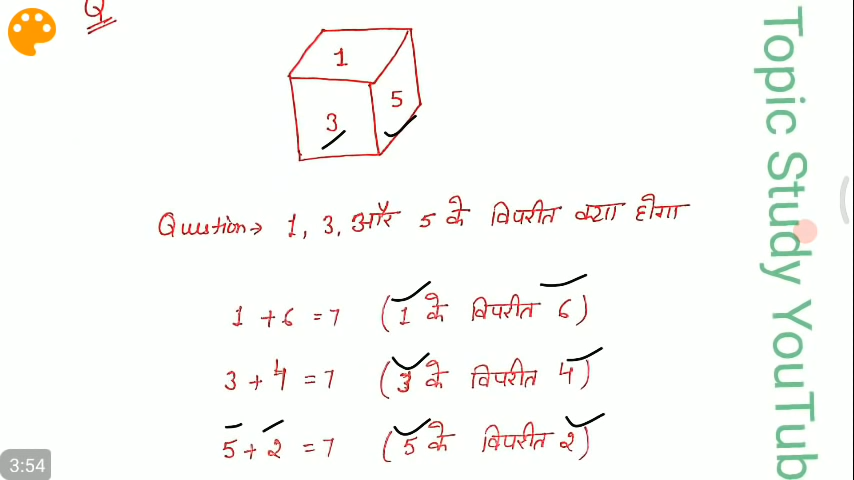 Q
1
5
3
Question→ 1, 3, और 5 के विपरीत क्या होगा
1 + 6 = 7 (1 के विपरीत 6)
3 + 4 = 7 (3 के विपरीत 4)
5 + 2 = 7 (5 के विपरीत 2)
3:54
Topic Study YouTub